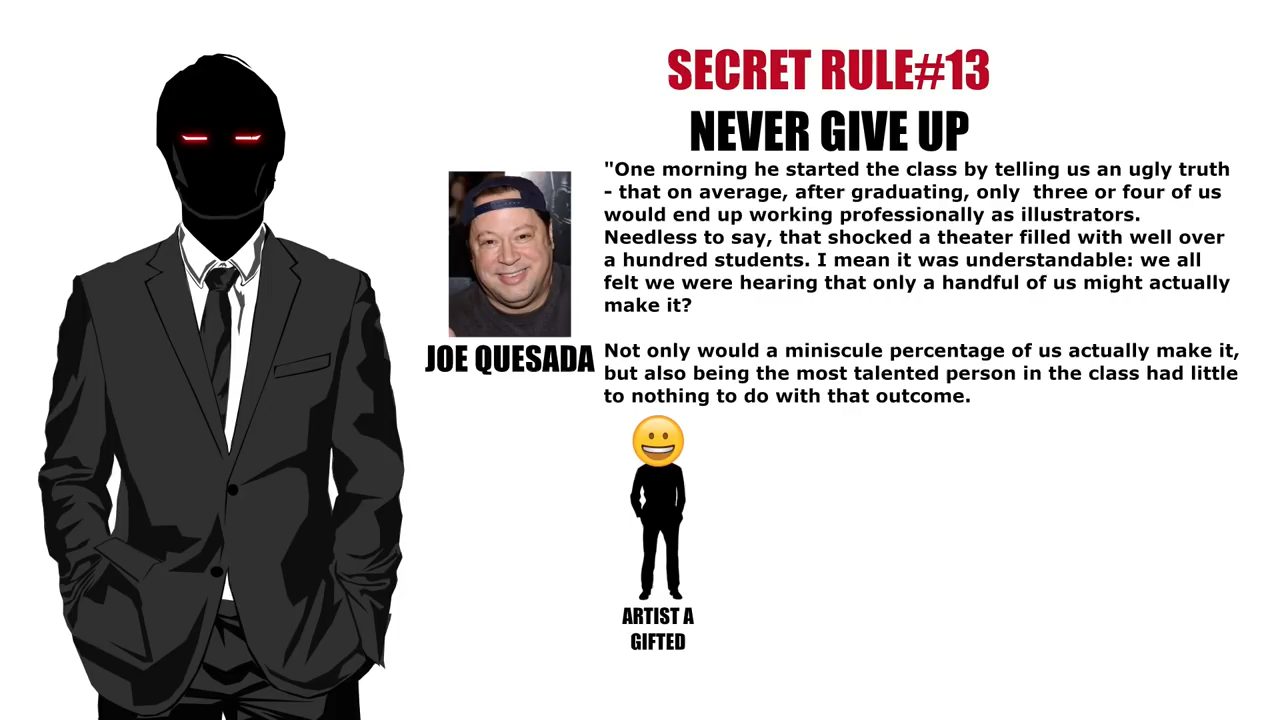 SECRET RULE#13
NEVER GIVE UP
"One morning he started the class by telling us an ugly truth
- that on average, after graduating, only three or four of us
would end up working professionally as illustrators.
Needless to say, that shocked a theater filled with well over
a hundred students. I mean it was understandable: we all
felt we were hearing that only a handful of us might actually
make it?
JOE QUESADA
Not only would a miniscule percentage of us actually make it,
but also being the most talented person in the class had little
to nothing to do with that outcome.
ARTIST A
GIFTED